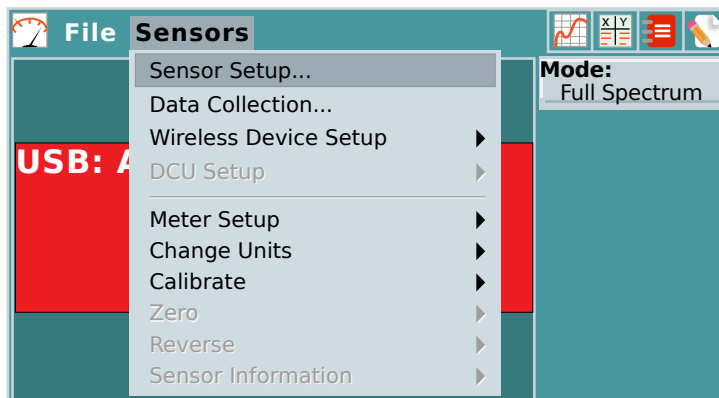 File Sensors
X Y
Sensor Setup...
Data Collection...
Wireless Device Setup
DCU Setup
Meter Setup
Change Units
Calibrate
Zero
Reverse
Sensor Information
USB: A
Mode:
Full Spectrum